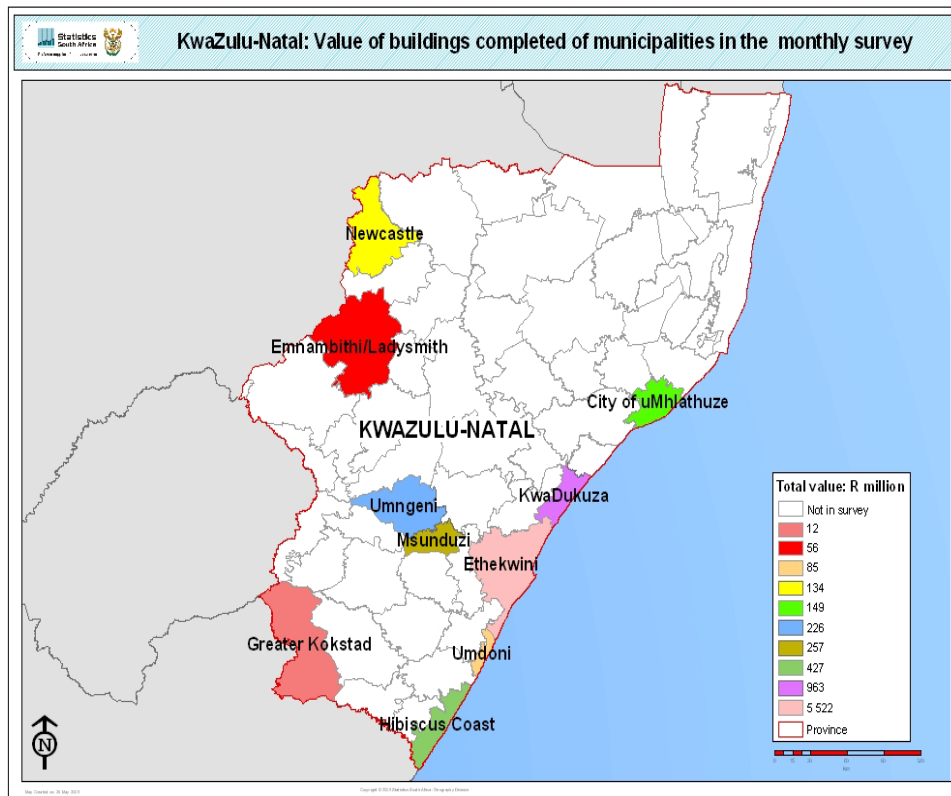 Statistics
South Africa
KwaZulu-Natal: Value of buildings completed of municipalities in the monthly survey
Newcastle
Emnambithi/Ladysmith
City of uMhlathuze
KWAZULU-NATAL
KwaDukuza
Umngeni
Msunduzi
Ethekwini
Greater Kokstad
Umdoni
Hibiscus Coast
N
Total value: R million
Not in survey
12
56
85
134
149
226
257
427
963
5 522
Province